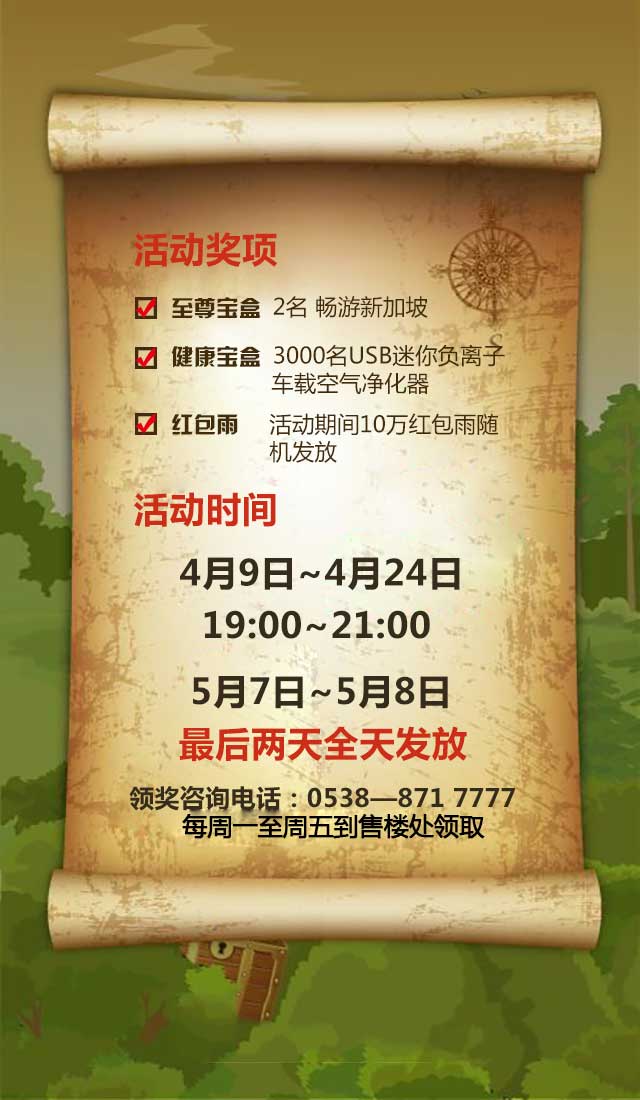 活动奖项
至尊宝盒 2名 畅游新加坡
健康宝盒 3000名USB迷你负离子
车载空气净化器
红包雨 活动期间10万红包雨随
机发放
活动时间
4月9日~4月24日
19:00~21:00
5月7日~5月8日
最后两天全天发放
领奖咨询电话：0538—871 7777
每周一至周五到售楼处领取